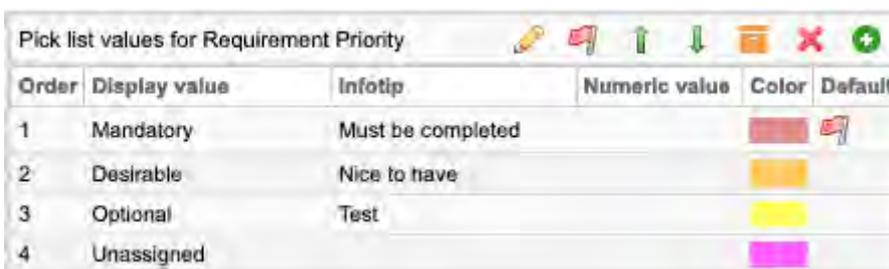 Pick list values for Requirement Priority
Order Display value Infotip Numeric value Color Default
1 Mandatory Must be completed
2 Desirable Nice to have
3 Optional Test
4 Unassigned